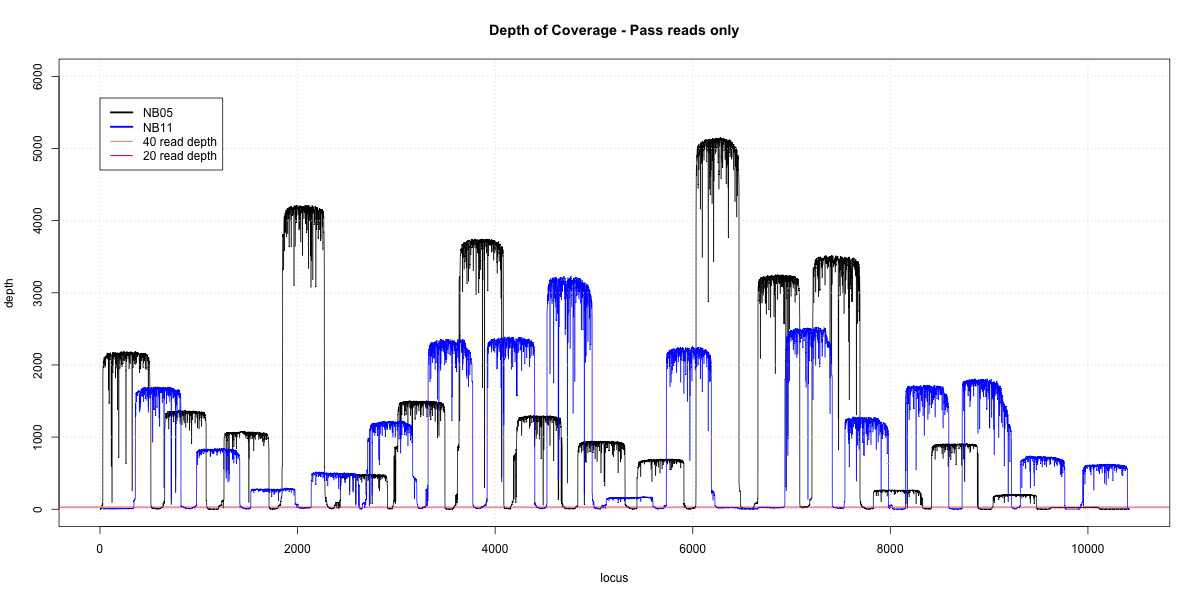 Depth of Coverage - Pass reads only
6000
5000
4000
3000
2000
1000
0
depth
NB05
NB11
40 read depth
20 read depth
0
2000
4000
6000
8000
10000
locus